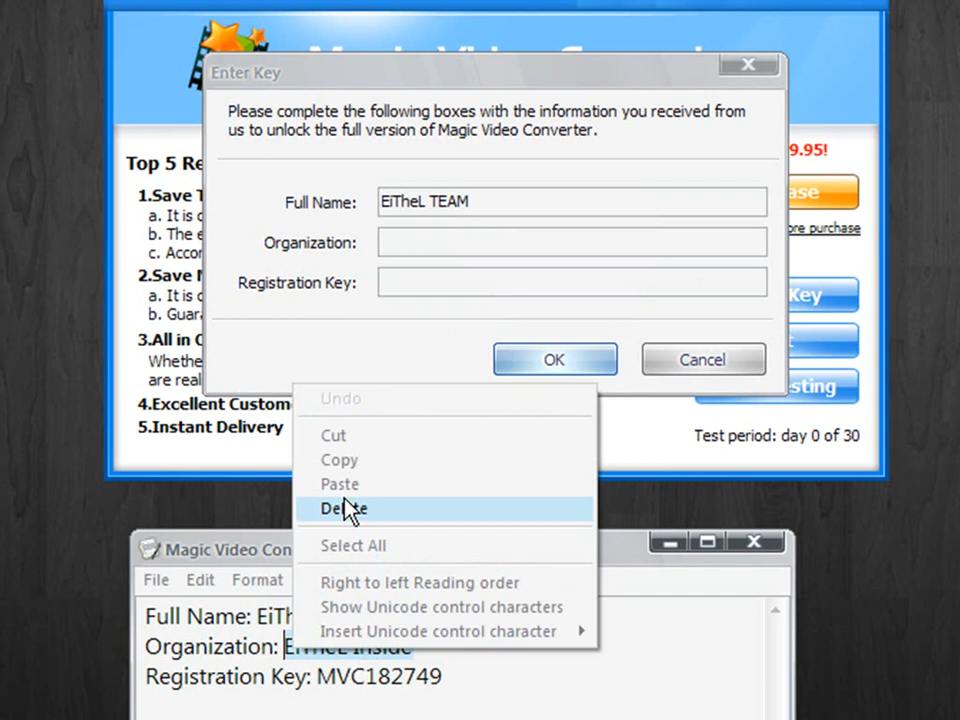 Enter Key
Please complete the following boxes with the information you received from
us to unlock the full version of Magic Video Converter.
9.95!
Top 5 Re
ase
Full Name: EiTheL TEAM
1.Save
a. It is
b. The e
ore purchase
Organization:
c. Accor
2.Save
Registration Key:
a. It is
Key
b. Guar
3.All in
t
Whethe
OK Cancel
are real
sting
4.Excellent Custom
Undo
5.Instant Delivery
Test period: day 0 of 30
Cut
Copy
Paste
Delete
Select All
Magic Video Con
File Edit Format
Right to left Reading order
Show Unicode control characters
Insert Unicode control character
Full Name: EiTh
Organization: EiTheL Inside
Registration Key: MVC182749